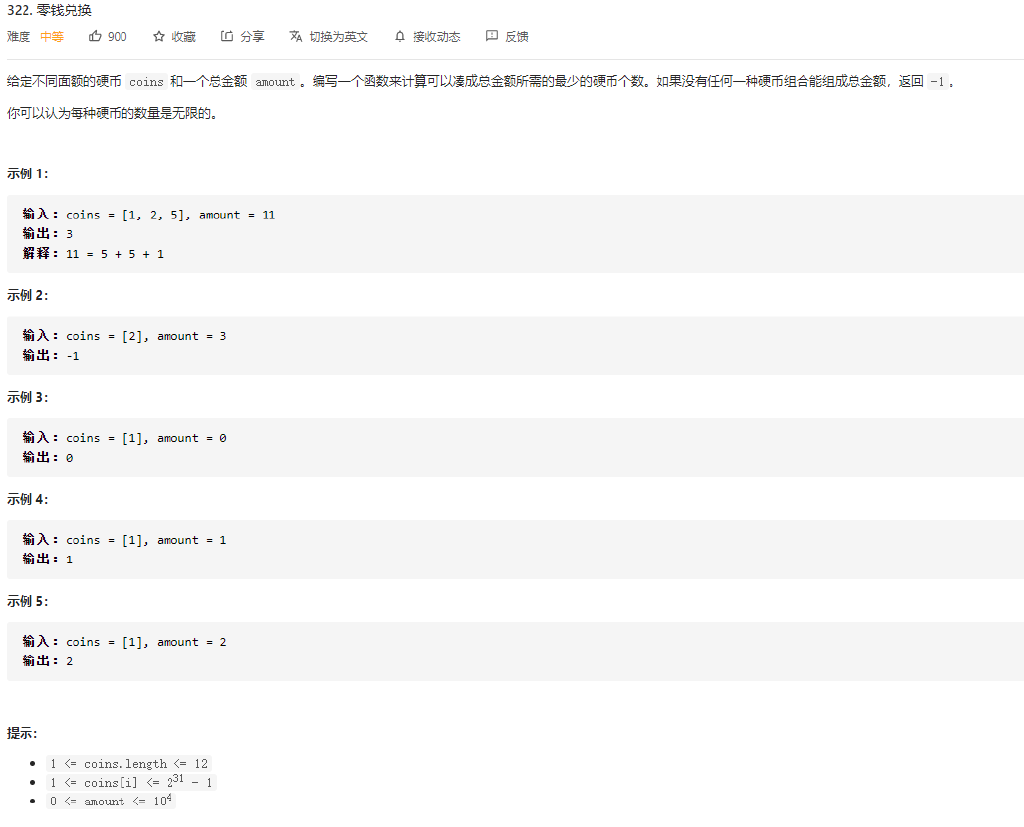 322. 零钱兑换
难度 中等 900 收藏 分享 切换为英文 接收动态 反馈
给定不同面额的硬币 coins 和一个总金额 amount。编写一个函数来计算可以凑成总金额所需的最少的硬币个数。如果没有任何一种硬币组合能组成总金额，返回 -1。
你可以认为每种硬币的数量是无限的。
示例 1：
输入：coins = [1, 2, 5], amount = 11
输出：3
解释：11 = 5 + 5 + 1
示例 2：
输入：coins = [2], amount = 3
输出：-1
示例 3：
输入：coins = [1], amount = 0
输出：0
示例 4：
输入：coins = [1], amount = 1
输出：1
示例 5：
输入：coins = [1], amount = 2
输出：2
提示：
1 <= coins.length <= 12
1 <= coins[i] <= 2³¹ - 1
0 <= amount <= 10⁴